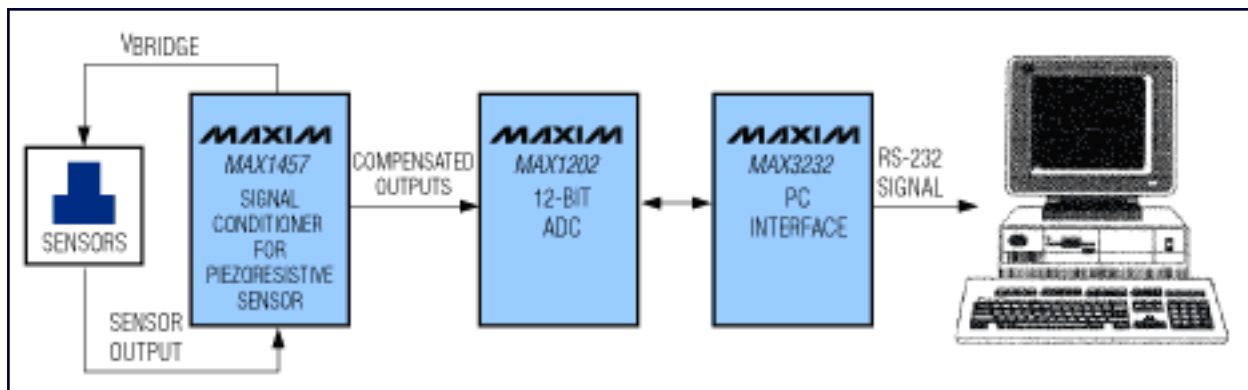 VBRIDGE
SENSORS
SENSOR
OUTPUT
MAXIM
MAX1457
SIGNAL
CONDITIONER
FOR
PIEZORESISTIVE
SENSOR
COMPENSATED
OUTPUTS
MAXIM
MAX1202
12-BIT
ADC
MAXIM
MAX3232
PC
INTERFACE
RS-232
SIGNAL